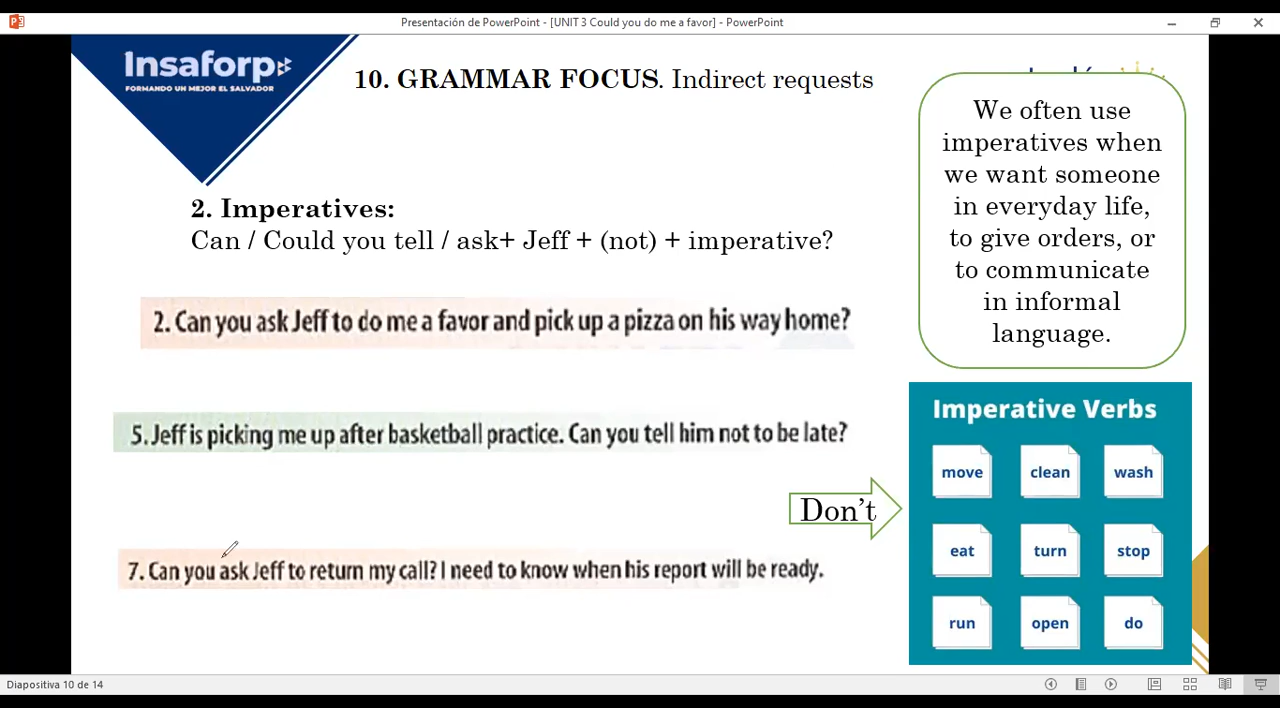 Presentación de PowerPoint - [UNIT 3 Could you do me a favor] - PowerPoint
Insaforp
FORMANDO UN MEJOR EL SALVADOR
10. GRAMMAR FOCUS. Indirect requests
We often use
imperatives when
we want someone
in everyday life,
to give orders, or
to communicate
in informal
language.
2. Imperatives:
Can / Could you tell / ask+ Jeff + (not) + imperative?
2. Can you ask Jeff to do me a favor and pick up a pizza on his way home?
5. Jeff is picking me up after basketball practice. Can you tell him not to be late?
Don't
7. Can you ask Jeff to return my call? I need to know when his report will be ready.
Imperative Verbs
move clean wash
eat turn stop
run open do
Diapositiva 10 de 14